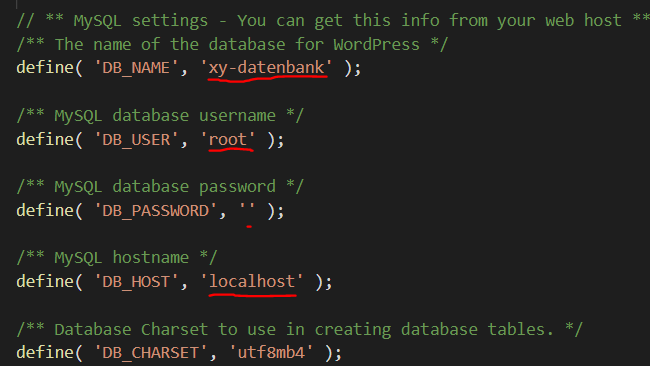 // ** MySQL settings - You can get this info from your web host **
/** The name of the database for WordPress */
define( 'DB_NAME', 'xy-datenbank' );
/** MySQL database username */
define( 'DB_USER', 'root' );
/** MySQL database password */
define( 'DB_PASSWORD', '' );
/** MySQL hostname */
define( 'DB_HOST', 'localhost' );
/** Database Charset to use in creating database tables. */
define( 'DB_CHARSET', 'utf8mb4' );